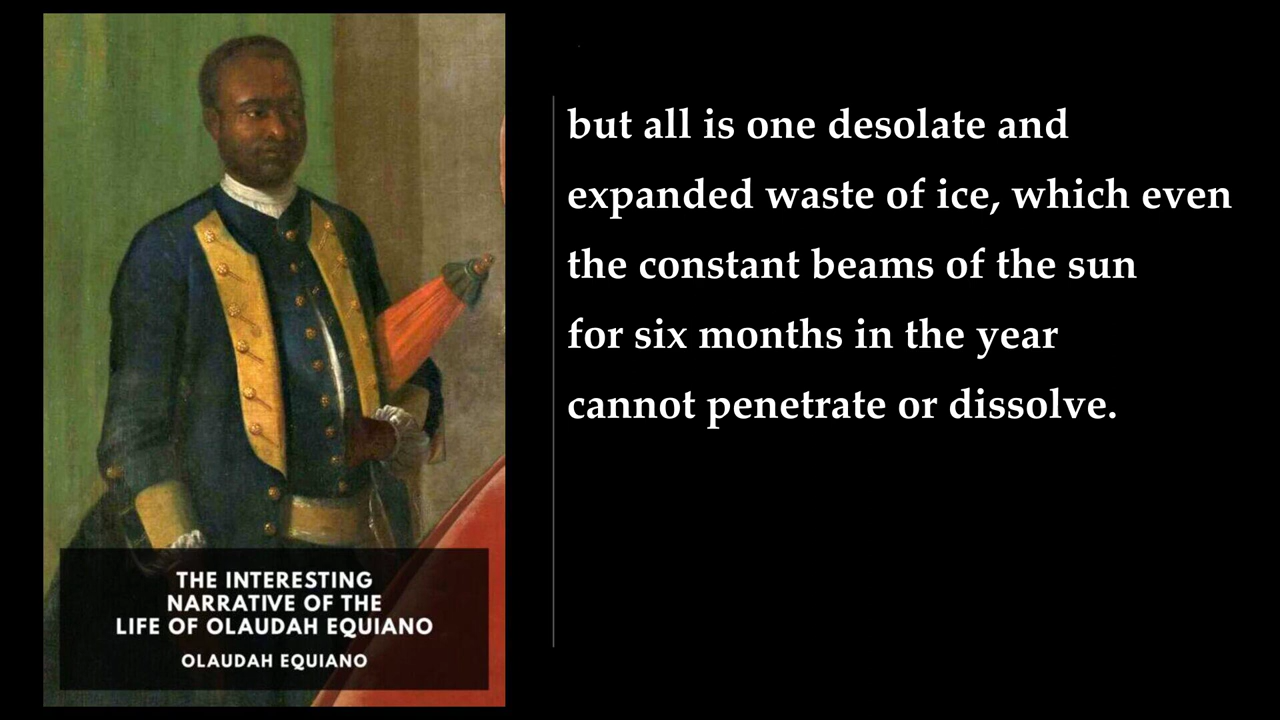 but all is one desolate and
expanded waste of ice, which even
the constant beams of the sun
for six months in the year
cannot penetrate or dissolve.
THE INTERESTING
NARRATIVE OF THE
LIFE OF OLAUDAH EQUIANO
OLAUDAH EQUIANO